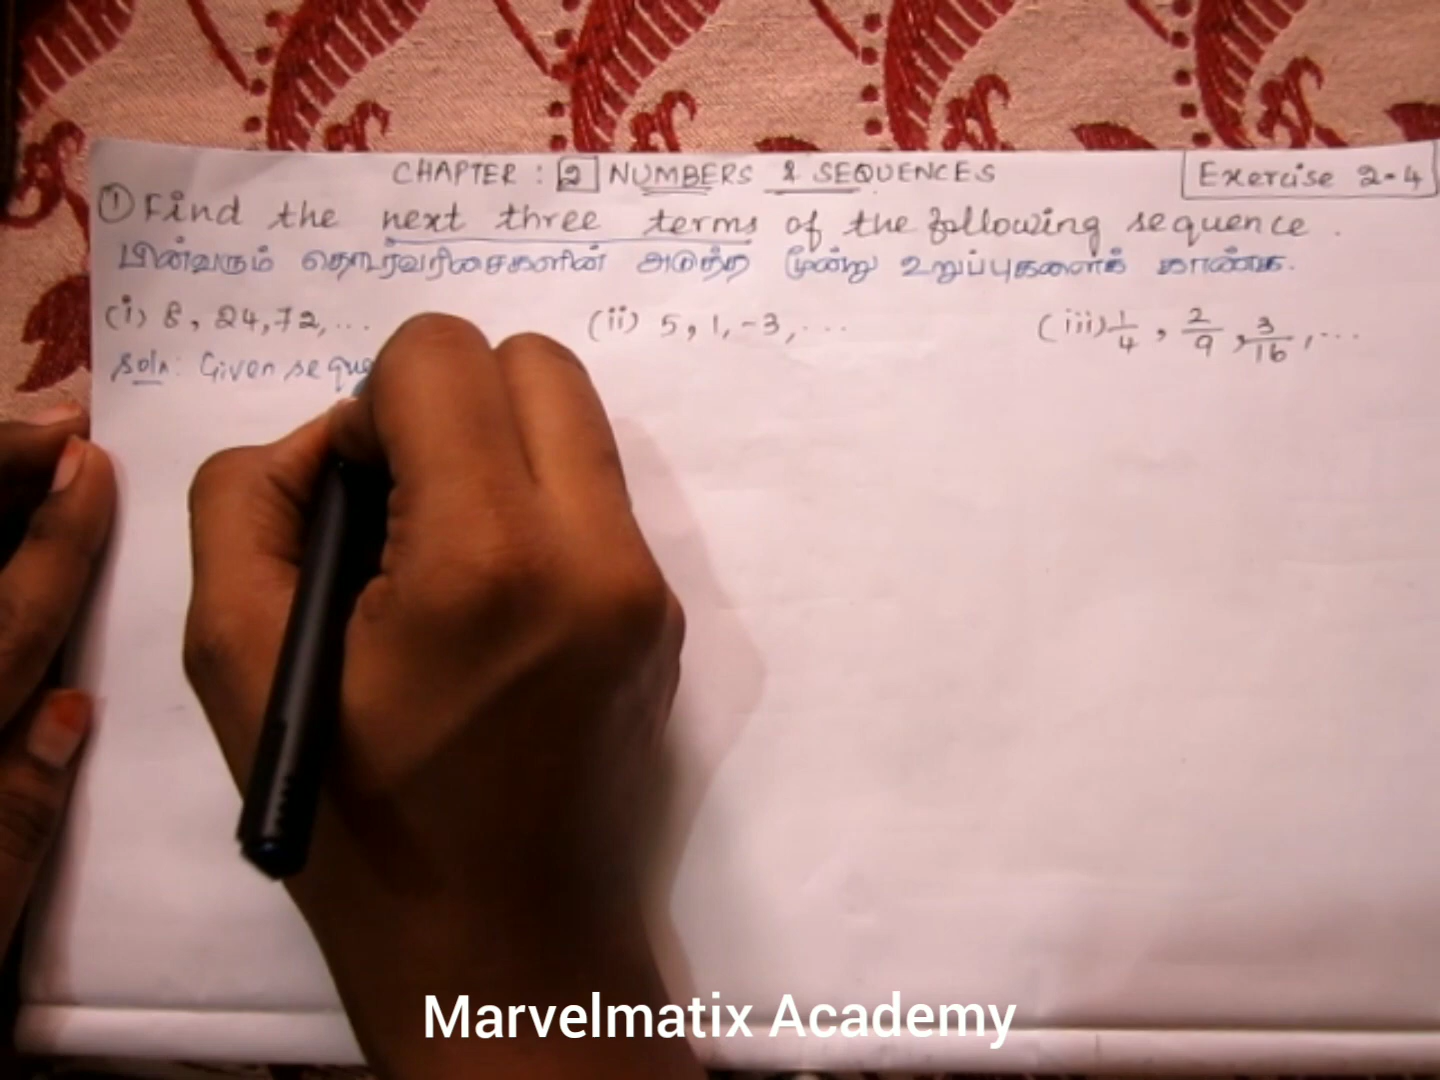 CHAPTER : 2 NUMBERS & SEQUENCES
Exercise 2.4
① Find the next three terms of the following sequence.
பின்வரும் தொடர்வரிசைகளின் அடுத்த மூன்று உறுப்புகளைக் காண்க.
(i) 8, 24, 72, ... (ii) 5, 1, -3, ... (iii) 1/4, 2/9, 3/16, ...
Soln: Given seque
Marvelmatix Academy